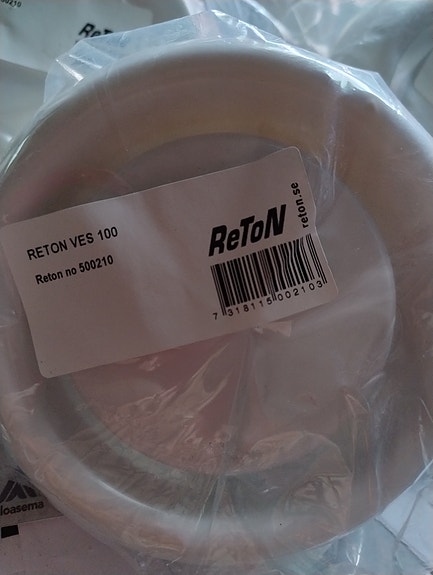 RETON VES 100
Reton no 500210
ReToN
reton.se
7 318115 002103
loasema